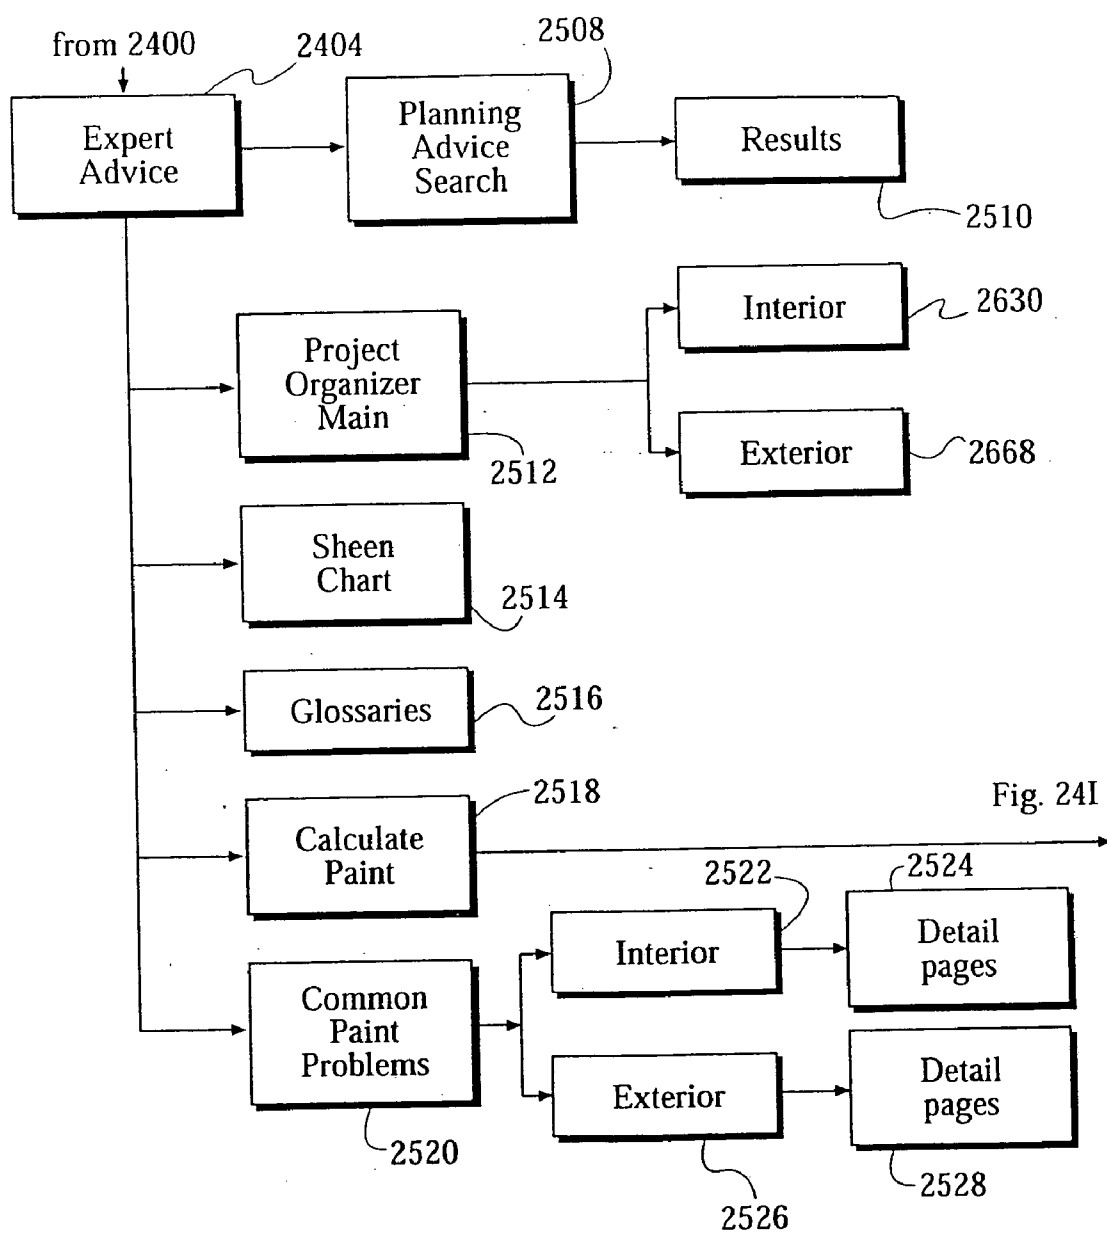 from 2400
2404
Expert
Advice
2508
Planning
Advice
Search
Results
2510
Project
Organizer
Main
2512
Interior
2630
Exterior
2668
Sheen
Chart
2514
Glossaries
2516
Calculate
Paint
2518
Fig. 24I
Common
Paint
Problems
2520
Interior
2522
Detail
pages
2524
Exterior
2526
Detail
pages
2528